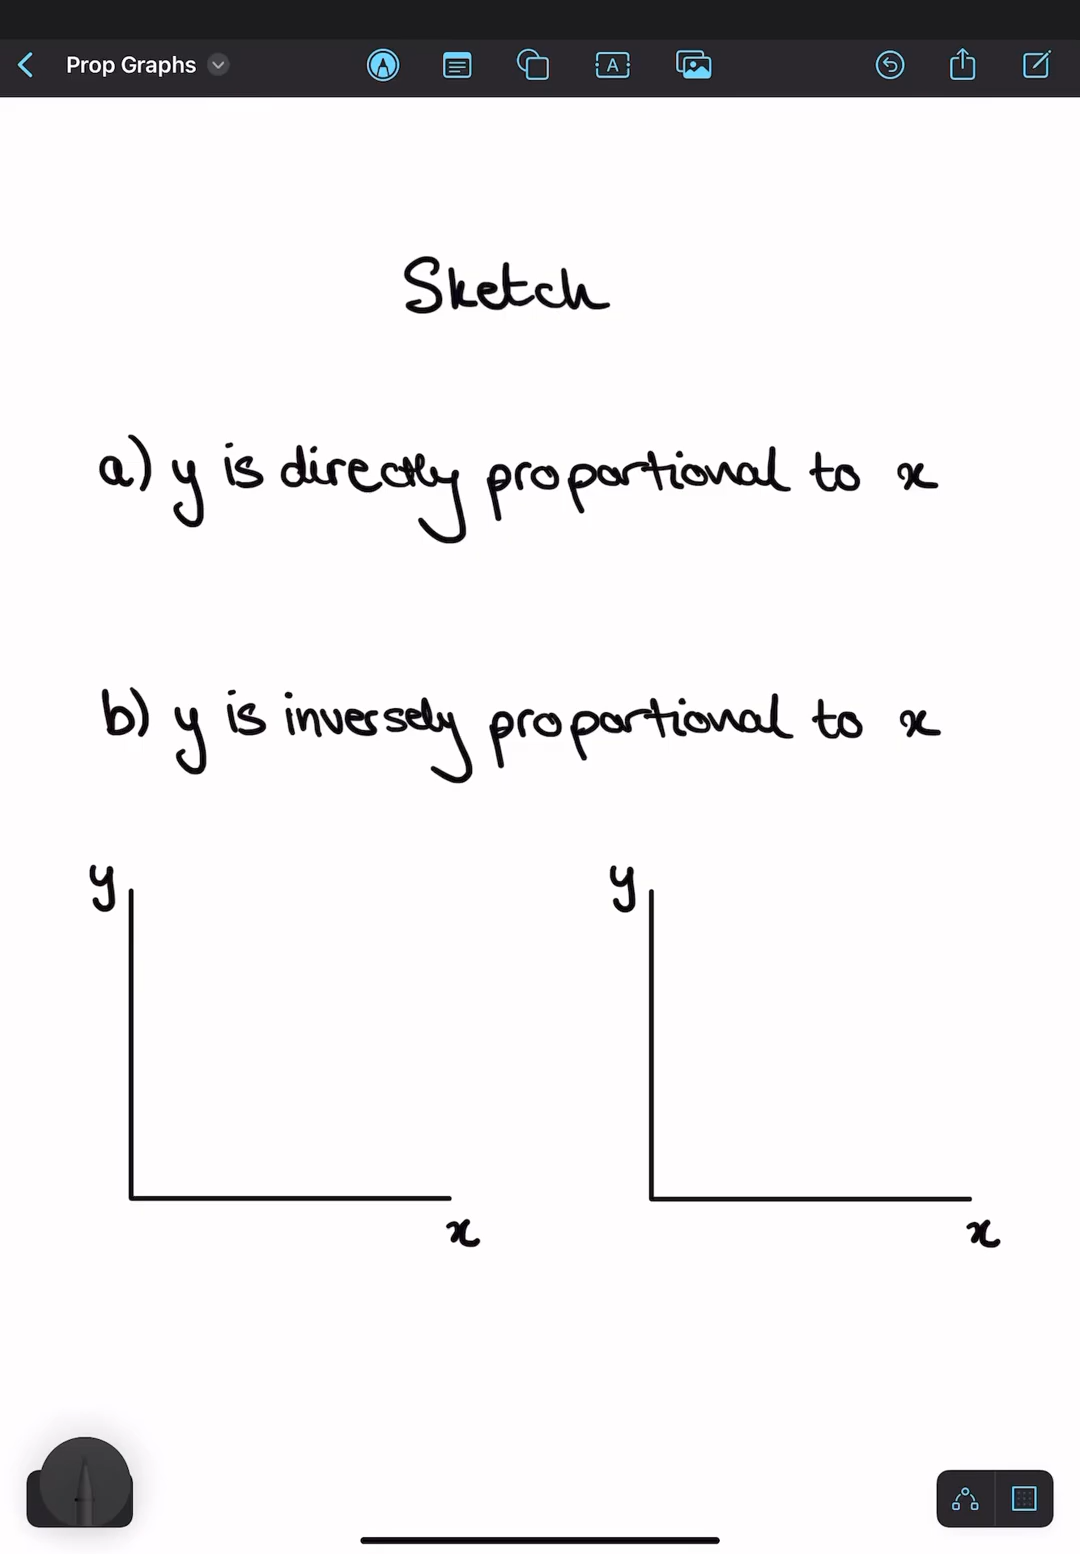 Prop Graphs
Sketch
a) y is directly proportional to x
b) y is inversely proportional to x
y
y
x
x